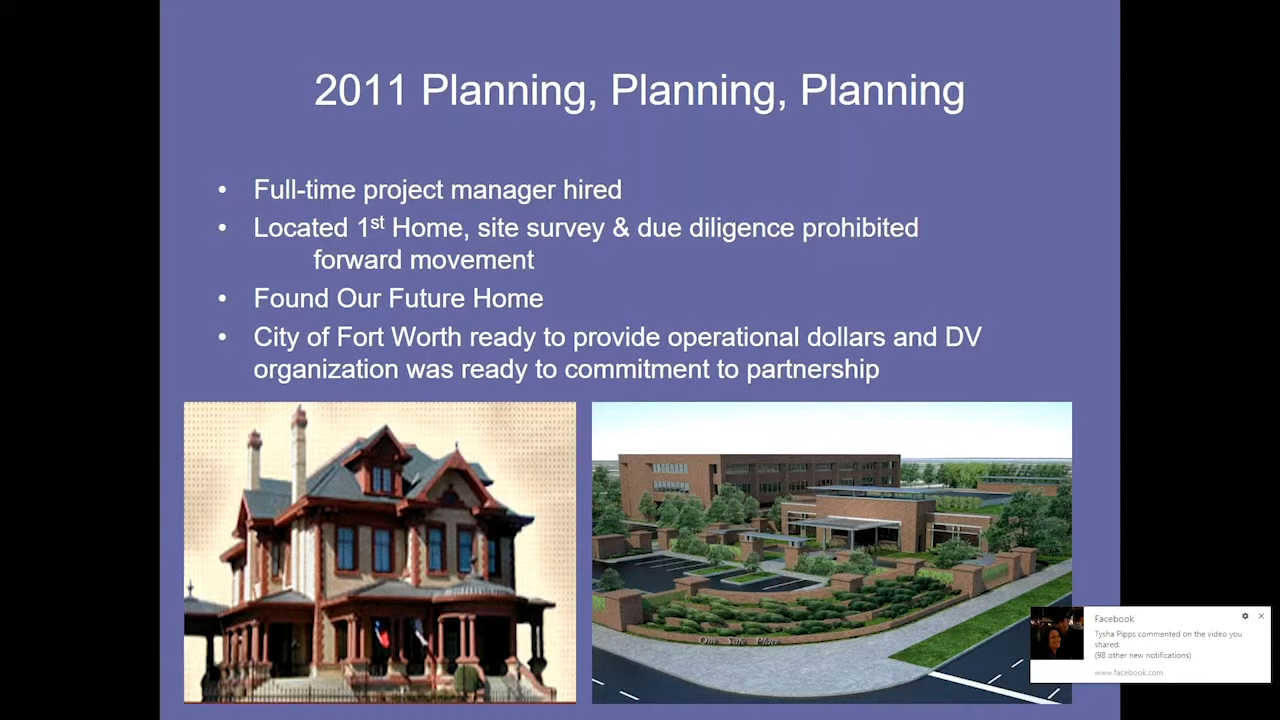 2011 Planning, Planning, Planning
• Full-time project manager hired
• Located 1st Home, site survey & due diligence prohibited
forward movement
• Found Our Future Home
• City of Fort Worth ready to provide operational dollars and DV
organization was ready to commitment to partnership
One Safe Place
Facebook
Tysha Pipps commented on the video you
shared.
(98 other new notifications)
www.facebook.com